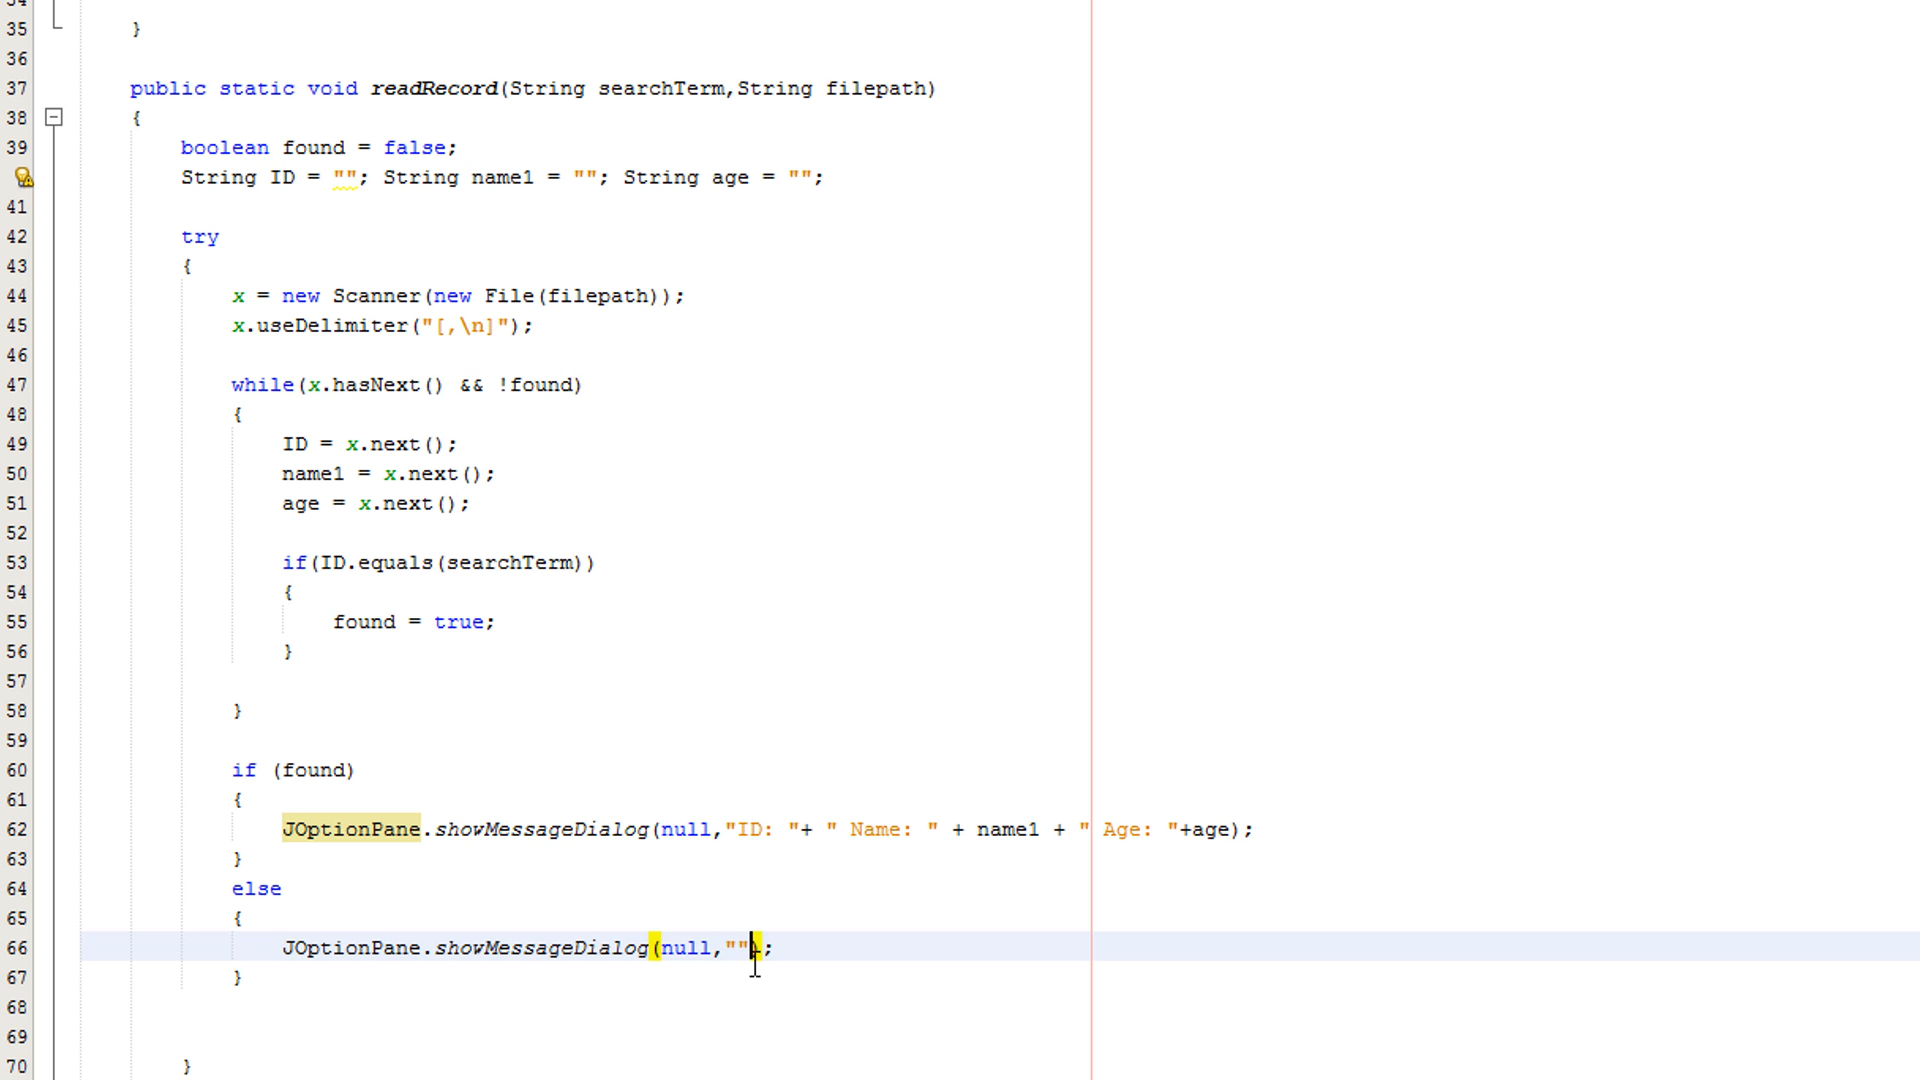 34
35 }
36
37 public static void readRecord(String searchTerm,String filepath)
38 {
39 boolean found = false;
String ID = ""; String name1 = ""; String age = "";
41
42 try
43 {
44 x = new Scanner(new File(filepath));
45 x.useDelimiter("[,\n]");
46
47 while(x.hasNext() && !found)
48 {
49 ID = x.next();
50 name1 = x.next();
51 age = x.next();
52
53 if(ID.equals(searchTerm))
54 {
55 found = true;
56 }
57
58 }
59
60 if (found)
61 {
62 JOptionPane.showMessageDialog(null,"ID: "+ " Name: " + name1 + " Age: "+age);
63 }
64 else
65 {
66 JOptionPane.showMessageDialog(null,"");
67 }
68
69
70 }